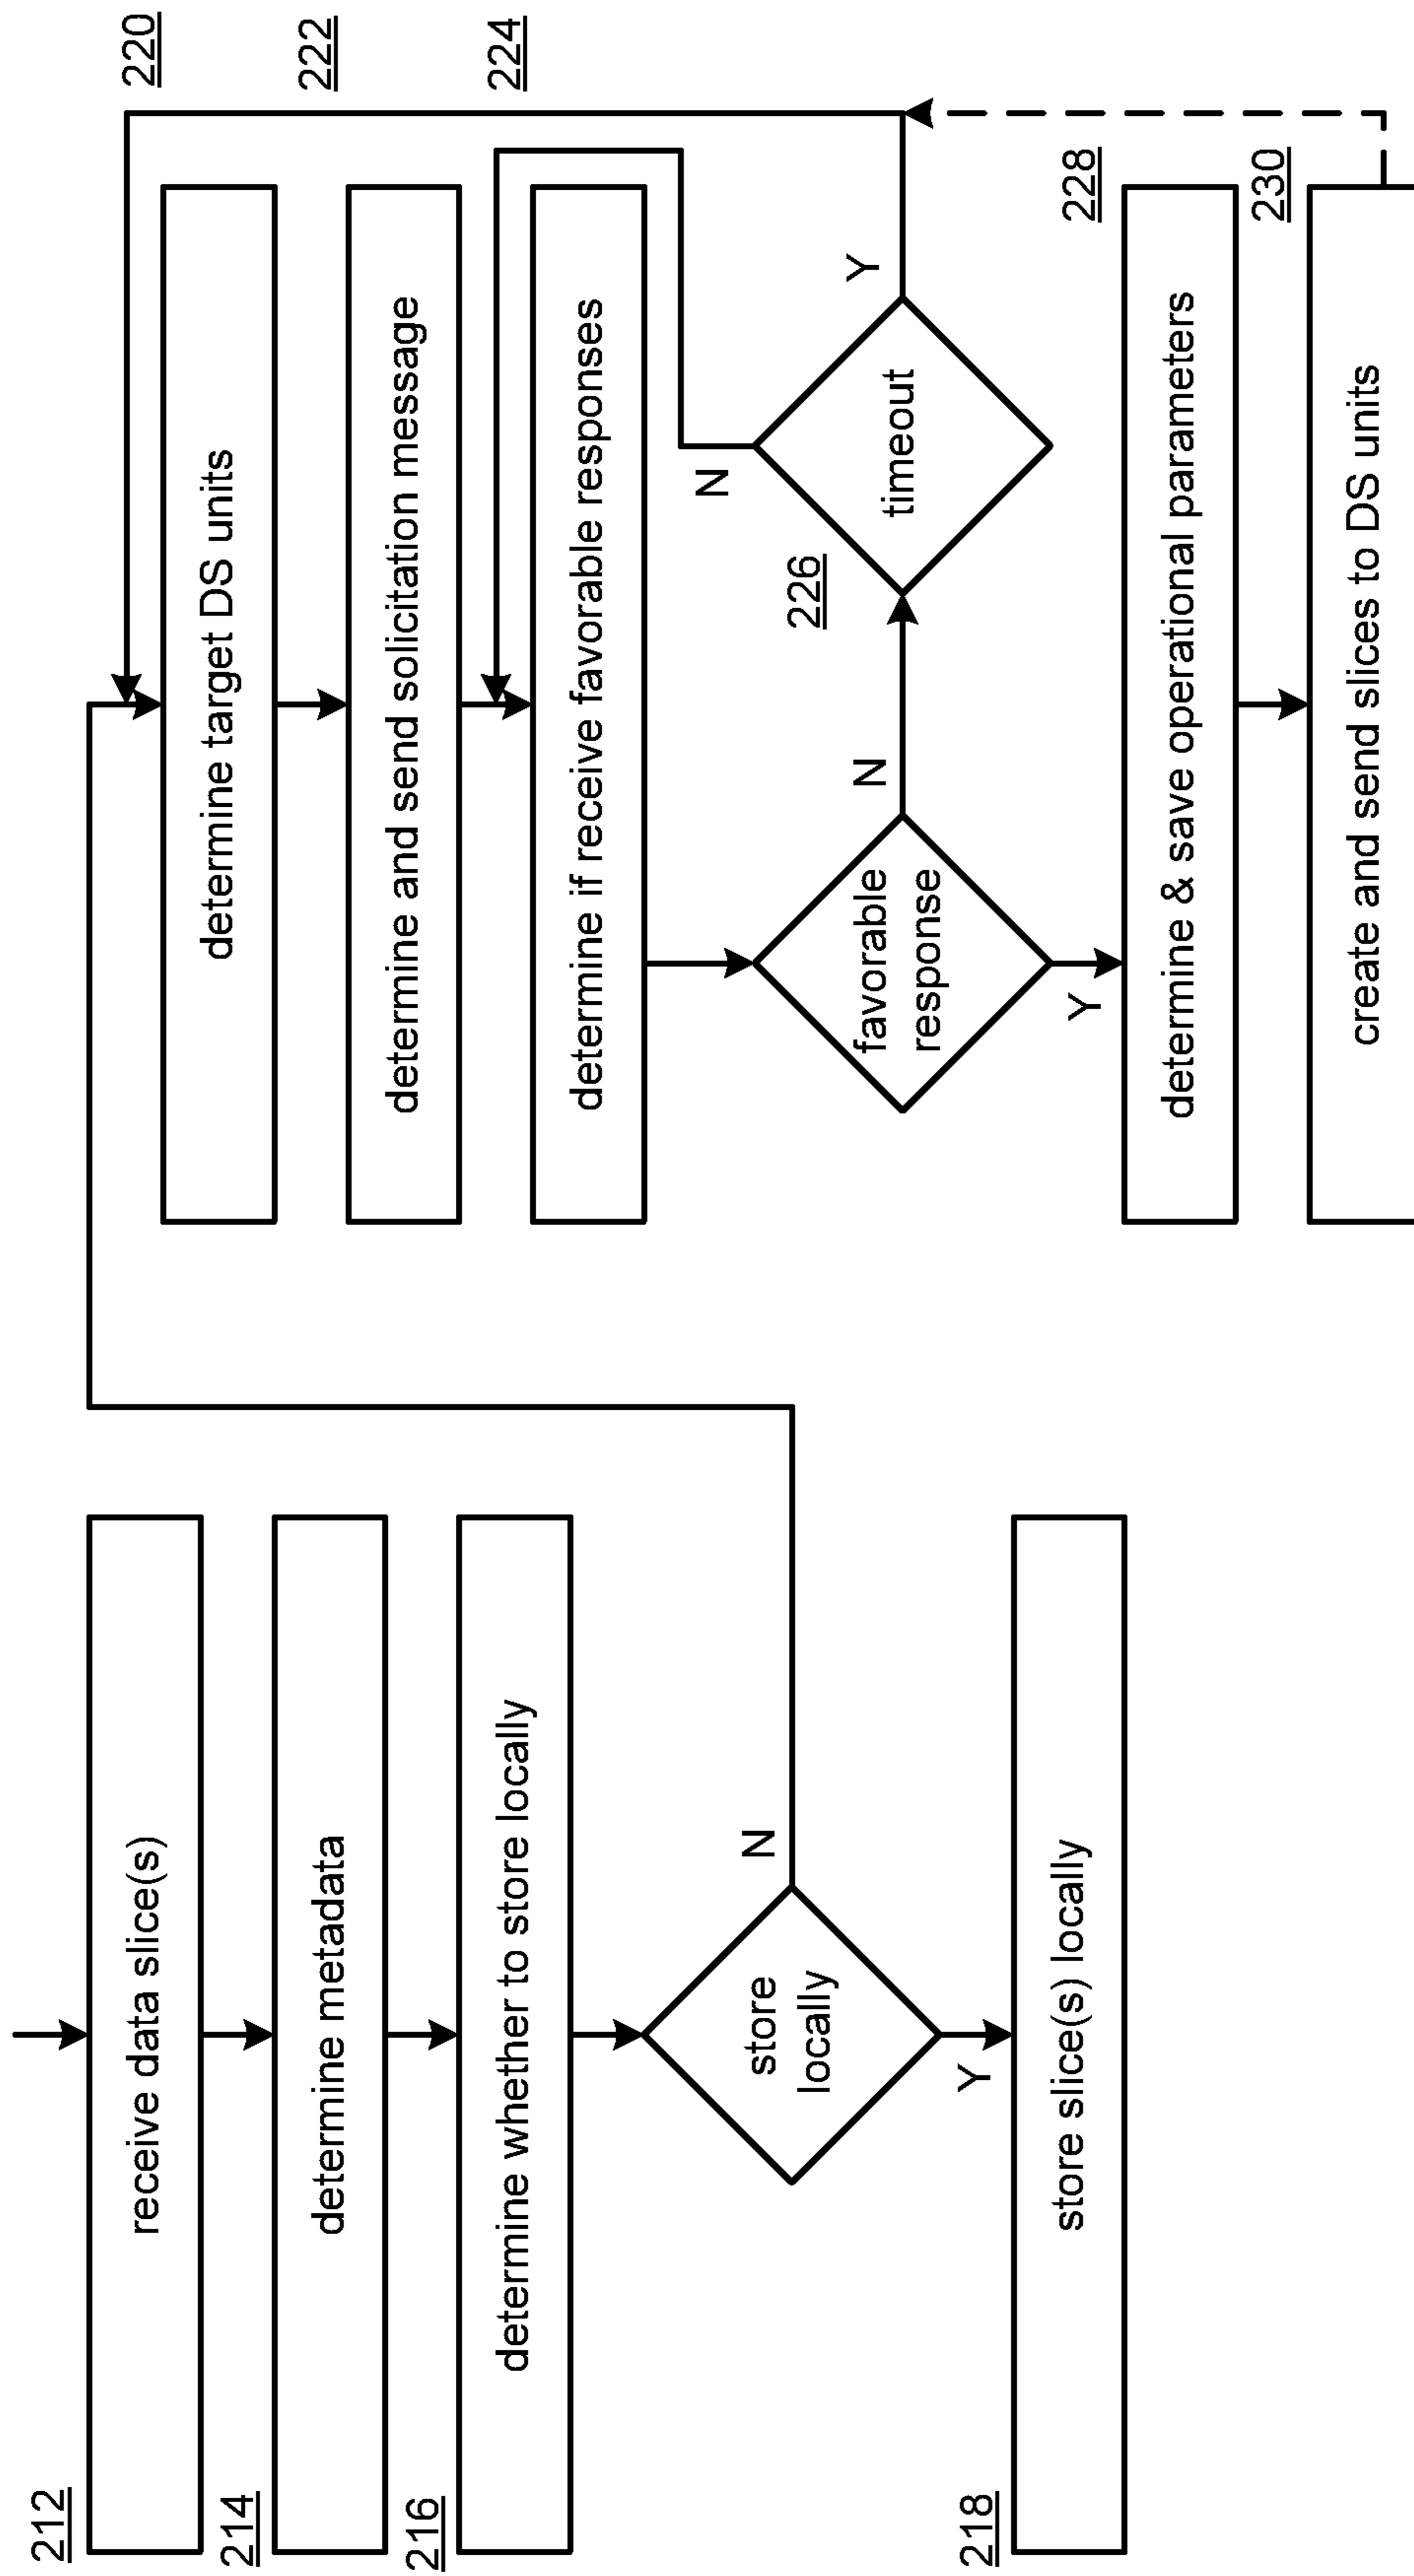 212
receive data slice(s)
214
determine metadata
216
determine whether to store locally
store
locally
N
Y
218
store slice(s) locally
220
determine target DS units
222
determine and send solicitation message
224
determine if receive favorable responses
favorable
response
N
Y
226
timeout
N
Y
228
determine & save operational parameters
230
create and send slices to DS units